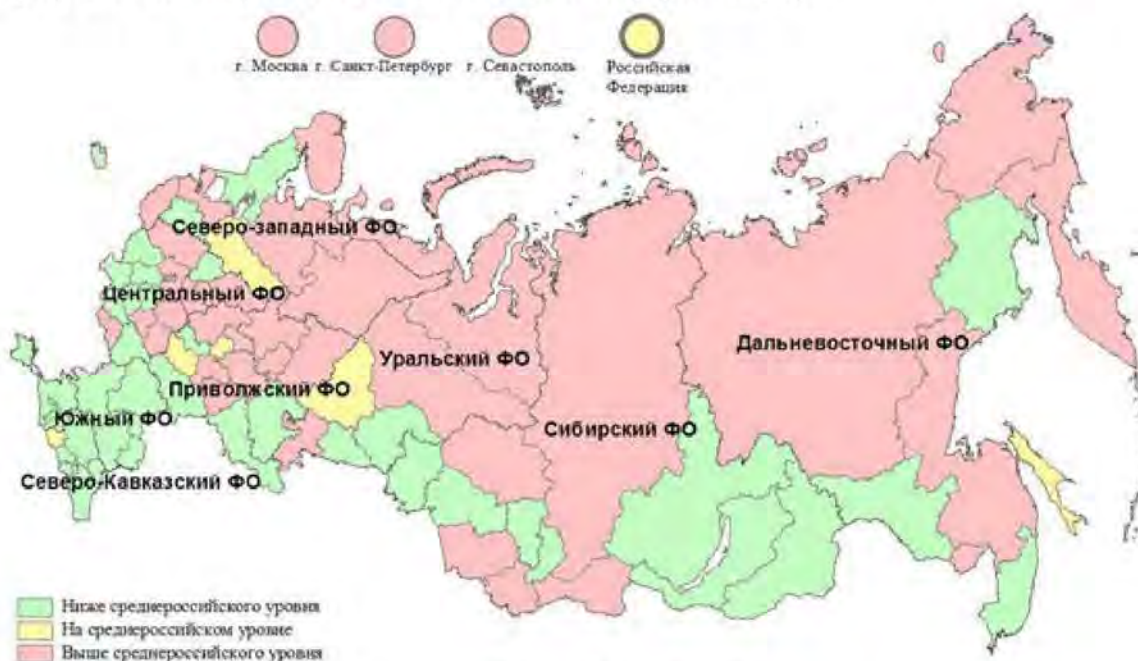 г. Москва г. Санкт-Петербург г. Севастополь Российская
Федерация
Северо-западный ФО
Центральный ФО
Уральский ФО
Дальневосточный ФО
Приволжский ФО
Южный ФО
Сибирский ФО
Северо-Кавказский ФО
Ниже среднероссийского уровня
На среднероссийском уровне
Выше среднероссийского уровня